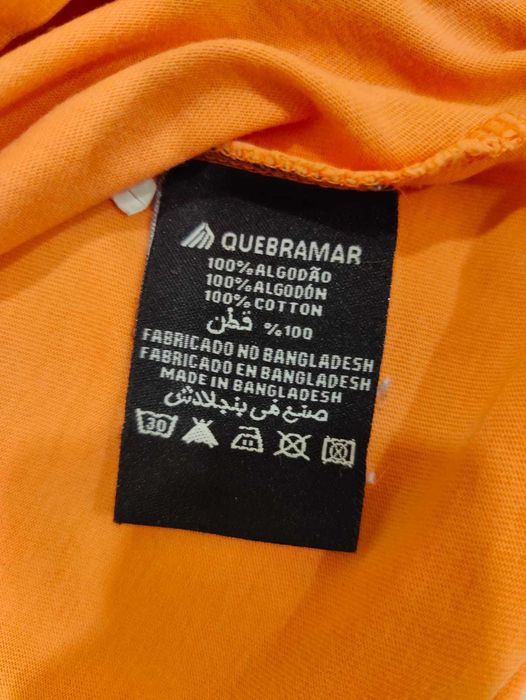 QUEBRAMAR
100% ALGODÃO
100% ALGODÓN
100% COTTON
%100 قطن
FABRICADO NO BANGLADESH
FABRICADO EN BANGLADESH
MADE IN BANGLADESH
صنع في بنجلادش
30